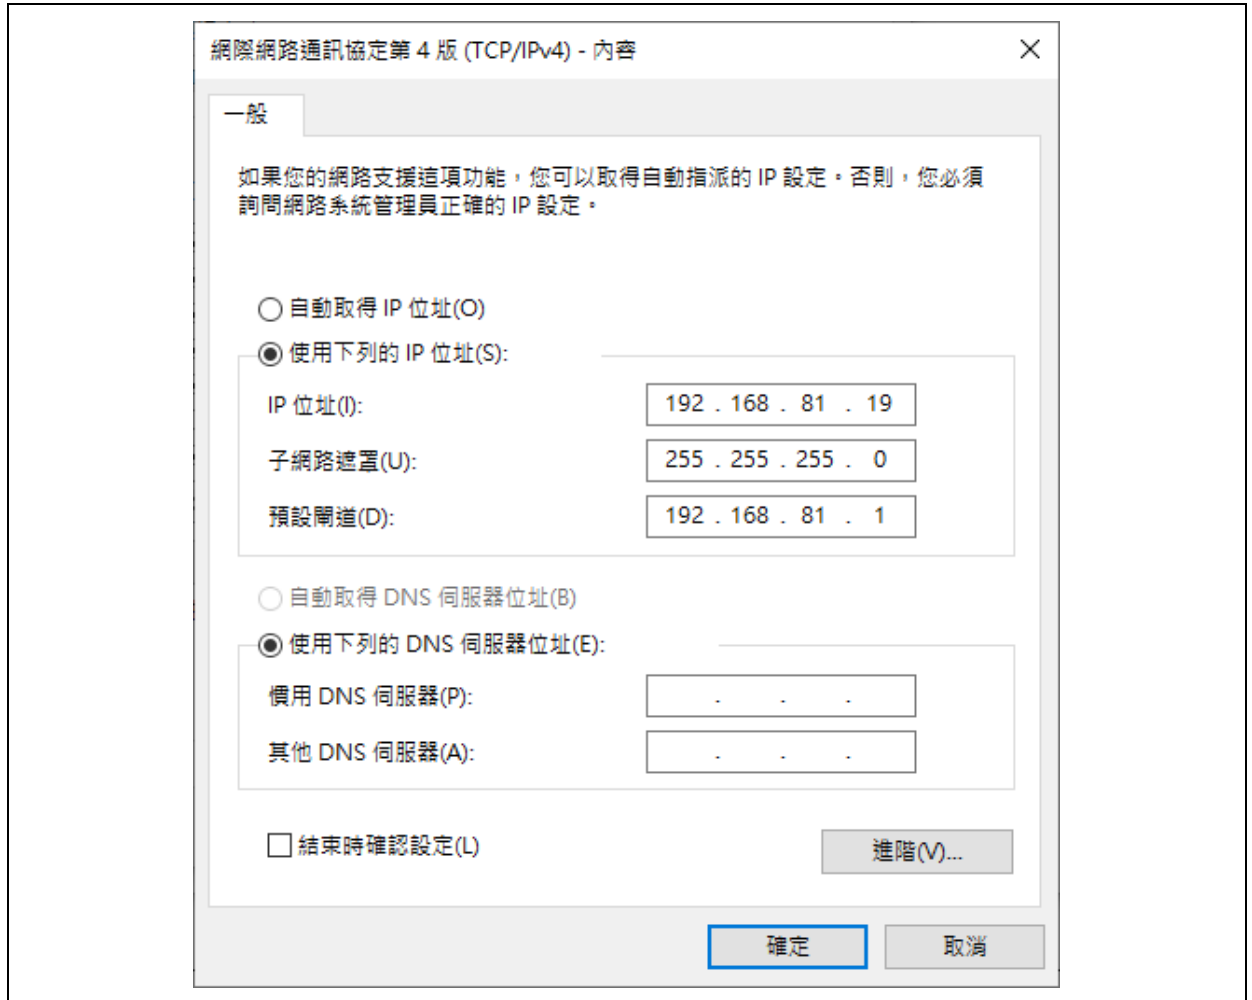 網際網路通訊協定第 4 版 (TCP/IPv4) - 內容
一般
如果您的網路支援這項功能，您可以取得自動指派的 IP 設定。否則，您必須
詢問網路系統管理員正確的 IP 設定。
自動取得 IP 位址(O)
使用下列的 IP 位址(S):
IP 位址(I): 192 . 168 . 81 . 19
子網路遮罩(U): 255 . 255 . 255 . 0
預設閘道(D): 192 . 168 . 81 . 1
自動取得 DNS 伺服器位址(B)
使用下列的 DNS 伺服器位址(E):
慣用 DNS 伺服器(P): . . .
其他 DNS 伺服器(A): . . .
結束時確認設定(L) 進階(V)...
確定 取消